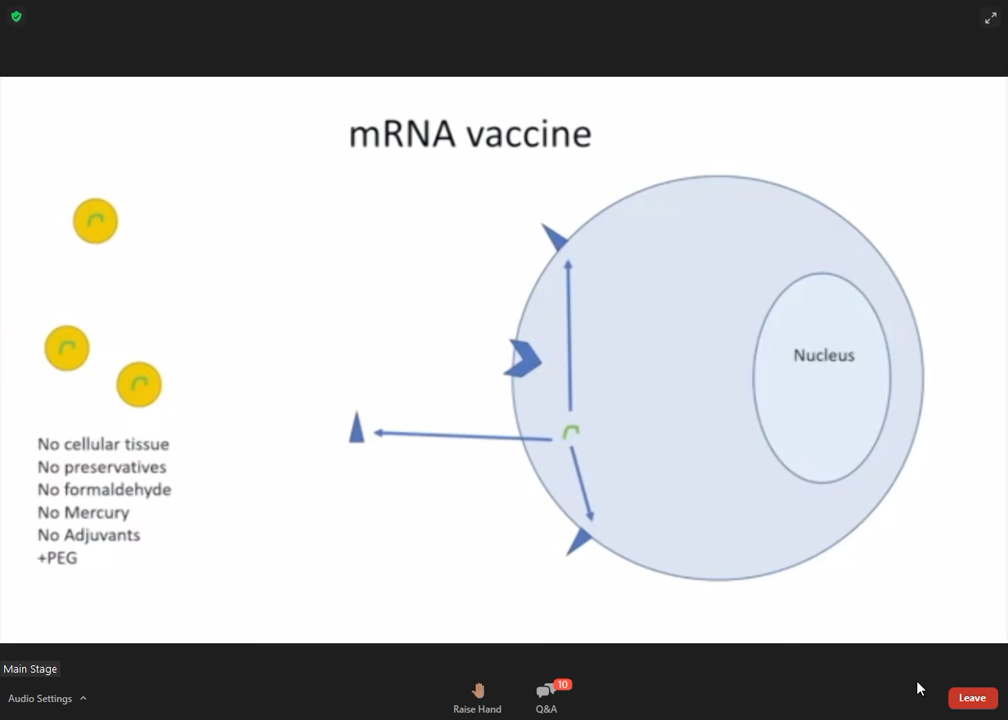 mRNA vaccine
Nucleus
No cellular tissue
No preservatives
No formaldehyde
No Mercury
No Adjuvants
+PEG
Main Stage
Audio Settings
Raise Hand
10
Q&A
Leave